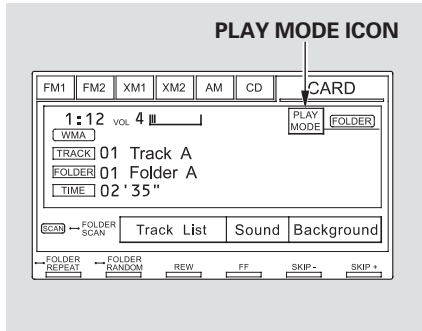 PLAY MODE ICON
FM1 FM2 XM1 XM2 AM CD CARD
1:12 VOL 4 PLAY MODE FOLDER
WMA
TRACK 01 Track A
FOLDER 01 Folder A
TIME 02'35"
SCAN FOLDER SCAN Track List Sound Background
FOLDER REPEAT FOLDER RANDOM REW FF SKIP- SKIP+